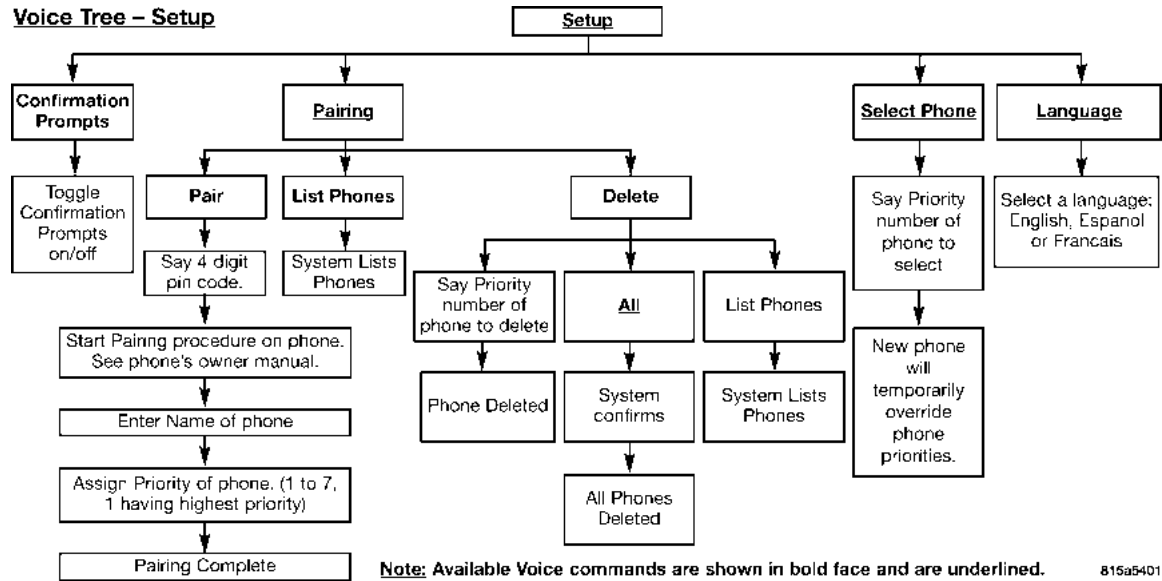 Voice Tree – Setup
Setup
Confirmation
Prompts
Pairing
Select Phone
Language
Toggle
Confirmation
Prompts
on/off
Pair
List Phones
Delete
Say Priority
number of
phone to
select
Select a language:
English, Espanol
or Francais
Say 4 digit
pin code.
System Lists
Phones
Say Priority
number of
phone to delete
All
List Phones
Start Pairing procedure on phone.
See phone's owner manual.
New phone
will
temporarily
override
phone
priorities.
Phone Deleted
System
confirms
System Lists
Phones
Enter Name of phone
Assign Priority of phone. (1 to 7,
1 having highest priority)
All Phones
Deleted
Pairing Complete
Note: Available Voice commands are shown in bold face and are underlined.
815a5401